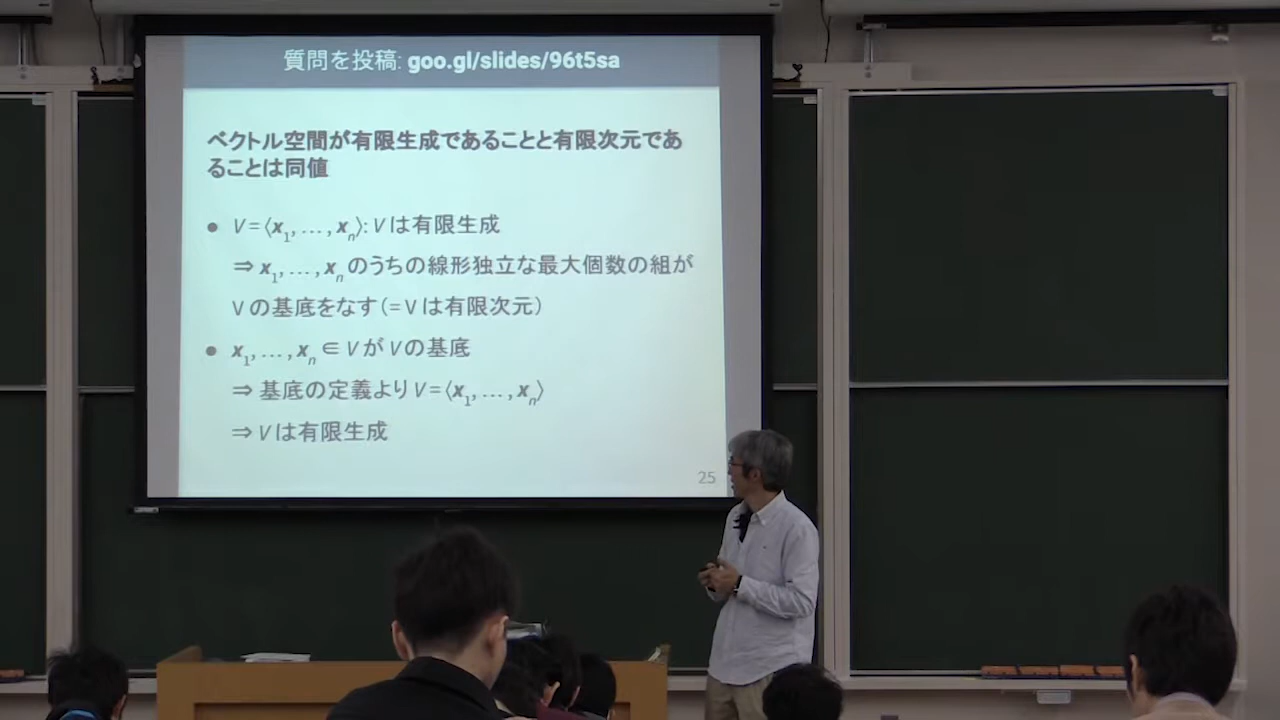 質問を投稿: goo.gl/slides/96t5sa
ベクトル空間が有限生成であることと有限次元であ
ることは同値
● V = ⟨x₁, … , xₙ⟩: V は有限生成
⇒ x₁, … , xₙ のうちの線形独立な最大個数の組が
V の基底をなす（= V は有限次元）
● x₁, … , xₙ ∈ V が V の基底
⇒ 基底の定義より V = ⟨x₁, … , xₙ⟩
⇒ V は有限生成
25